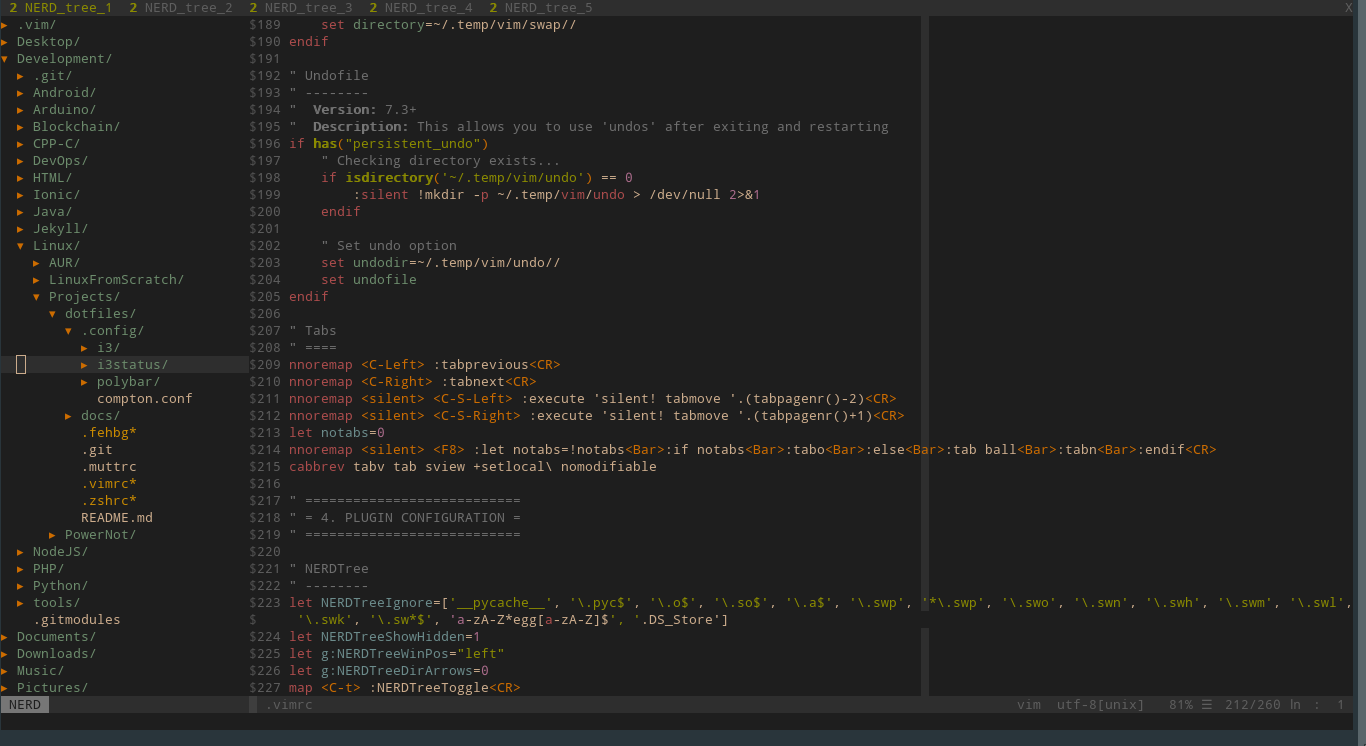 2 NERD_tree_1  2 NERD_tree_2  2 NERD_tree_3  2 NERD_tree_4  2 NERD_tree_5 X
▸ .vim/
▸ Desktop/
▾ Development/
▸ .git/
▸ Android/
▸ Arduino/
▸ Blockchain/
▸ CPP-C/
▸ DevOps/
▸ HTML/
▸ Ionic/
▸ Java/
▸ Jekyll/
▾ Linux/
▸ AUR/
▸ LinuxFromScratch/
▾ Projects/
▾ dotfiles/
▾ .config/
▸ i3/
▸ i3status/
▸ polybar/
compton.conf
▸ docs/
.fehbg*
.git
.muttrc
.vimrc*
.zshrc*
README.md
▸ PowerNot/
▸ NodeJS/
▸ PHP/
▸ Python/
▸ tools/
.gitmodules
▸ Documents/
▸ Downloads/
▸ Music/
▸ Pictures/
$189     set directory=~/.temp/vim/swap//
$190 endif
$191
$192 " Undofile
$193 " --------
$194 "  Version: 7.3+
$195 "  Description: This allows you to use 'undos' after exiting and restarting
$196 if has("persistent_undo")
$197     " Checking directory exists...
$198     if isdirectory('~/.temp/vim/undo') == 0
$199         :silent !mkdir -p ~/.temp/vim/undo > /dev/null 2>&1
$200     endif
$201
$202     " Set undo option
$203     set undodir=~/.temp/vim/undo//
$204     set undofile
$205 endif
$206
$207 " Tabs
$208 " ====
$209 nnoremap <C-Left> :tabprevious<CR>
$210 nnoremap <C-Right> :tabnext<CR>
$211 nnoremap <silent> <C-S-Left> :execute 'silent! tabmove '.(tabpagenr()-2)<CR>
$212 nnoremap <silent> <C-S-Right> :execute 'silent! tabmove '.(tabpagenr()+1)<CR>
$213 let notabs=0
$214 nnoremap <silent> <F8> :let notabs=!notabs<Bar>:if notabs<Bar>:tabo<Bar>:else<Bar>:tab ball<Bar>:tabn<Bar>:endif<CR>
$215 cabbrev tabv tab sview +setlocal\ nomodifiable
$216
$217 " ===========================
$218 " = 4. PLUGIN CONFIGURATION =
$219 " ===========================
$220
$221 " NERDTree
$222 " --------
$223 let NERDTreeIgnore=['__pycache__', '\.pyc$', '\.o$', '\.so$', '\.a$', '\.swp', '*\.swp', '\.swo', '\.swn', '\.swh', '\.swm', '\.swl',
$     '\.swk', '\.sw*$', 'a-zA-Z*egg[a-zA-Z]$', '.DS_Store']
$224 let NERDTreeShowHidden=1
$225 let g:NERDTreeWinPos="left"
$226 let g:NERDTreeDirArrows=0
$227 map <C-t> :NERDTreeToggle<CR>
NERD .vimrc vim utf-8[unix] 81% ☰ 212/260 ln : 1